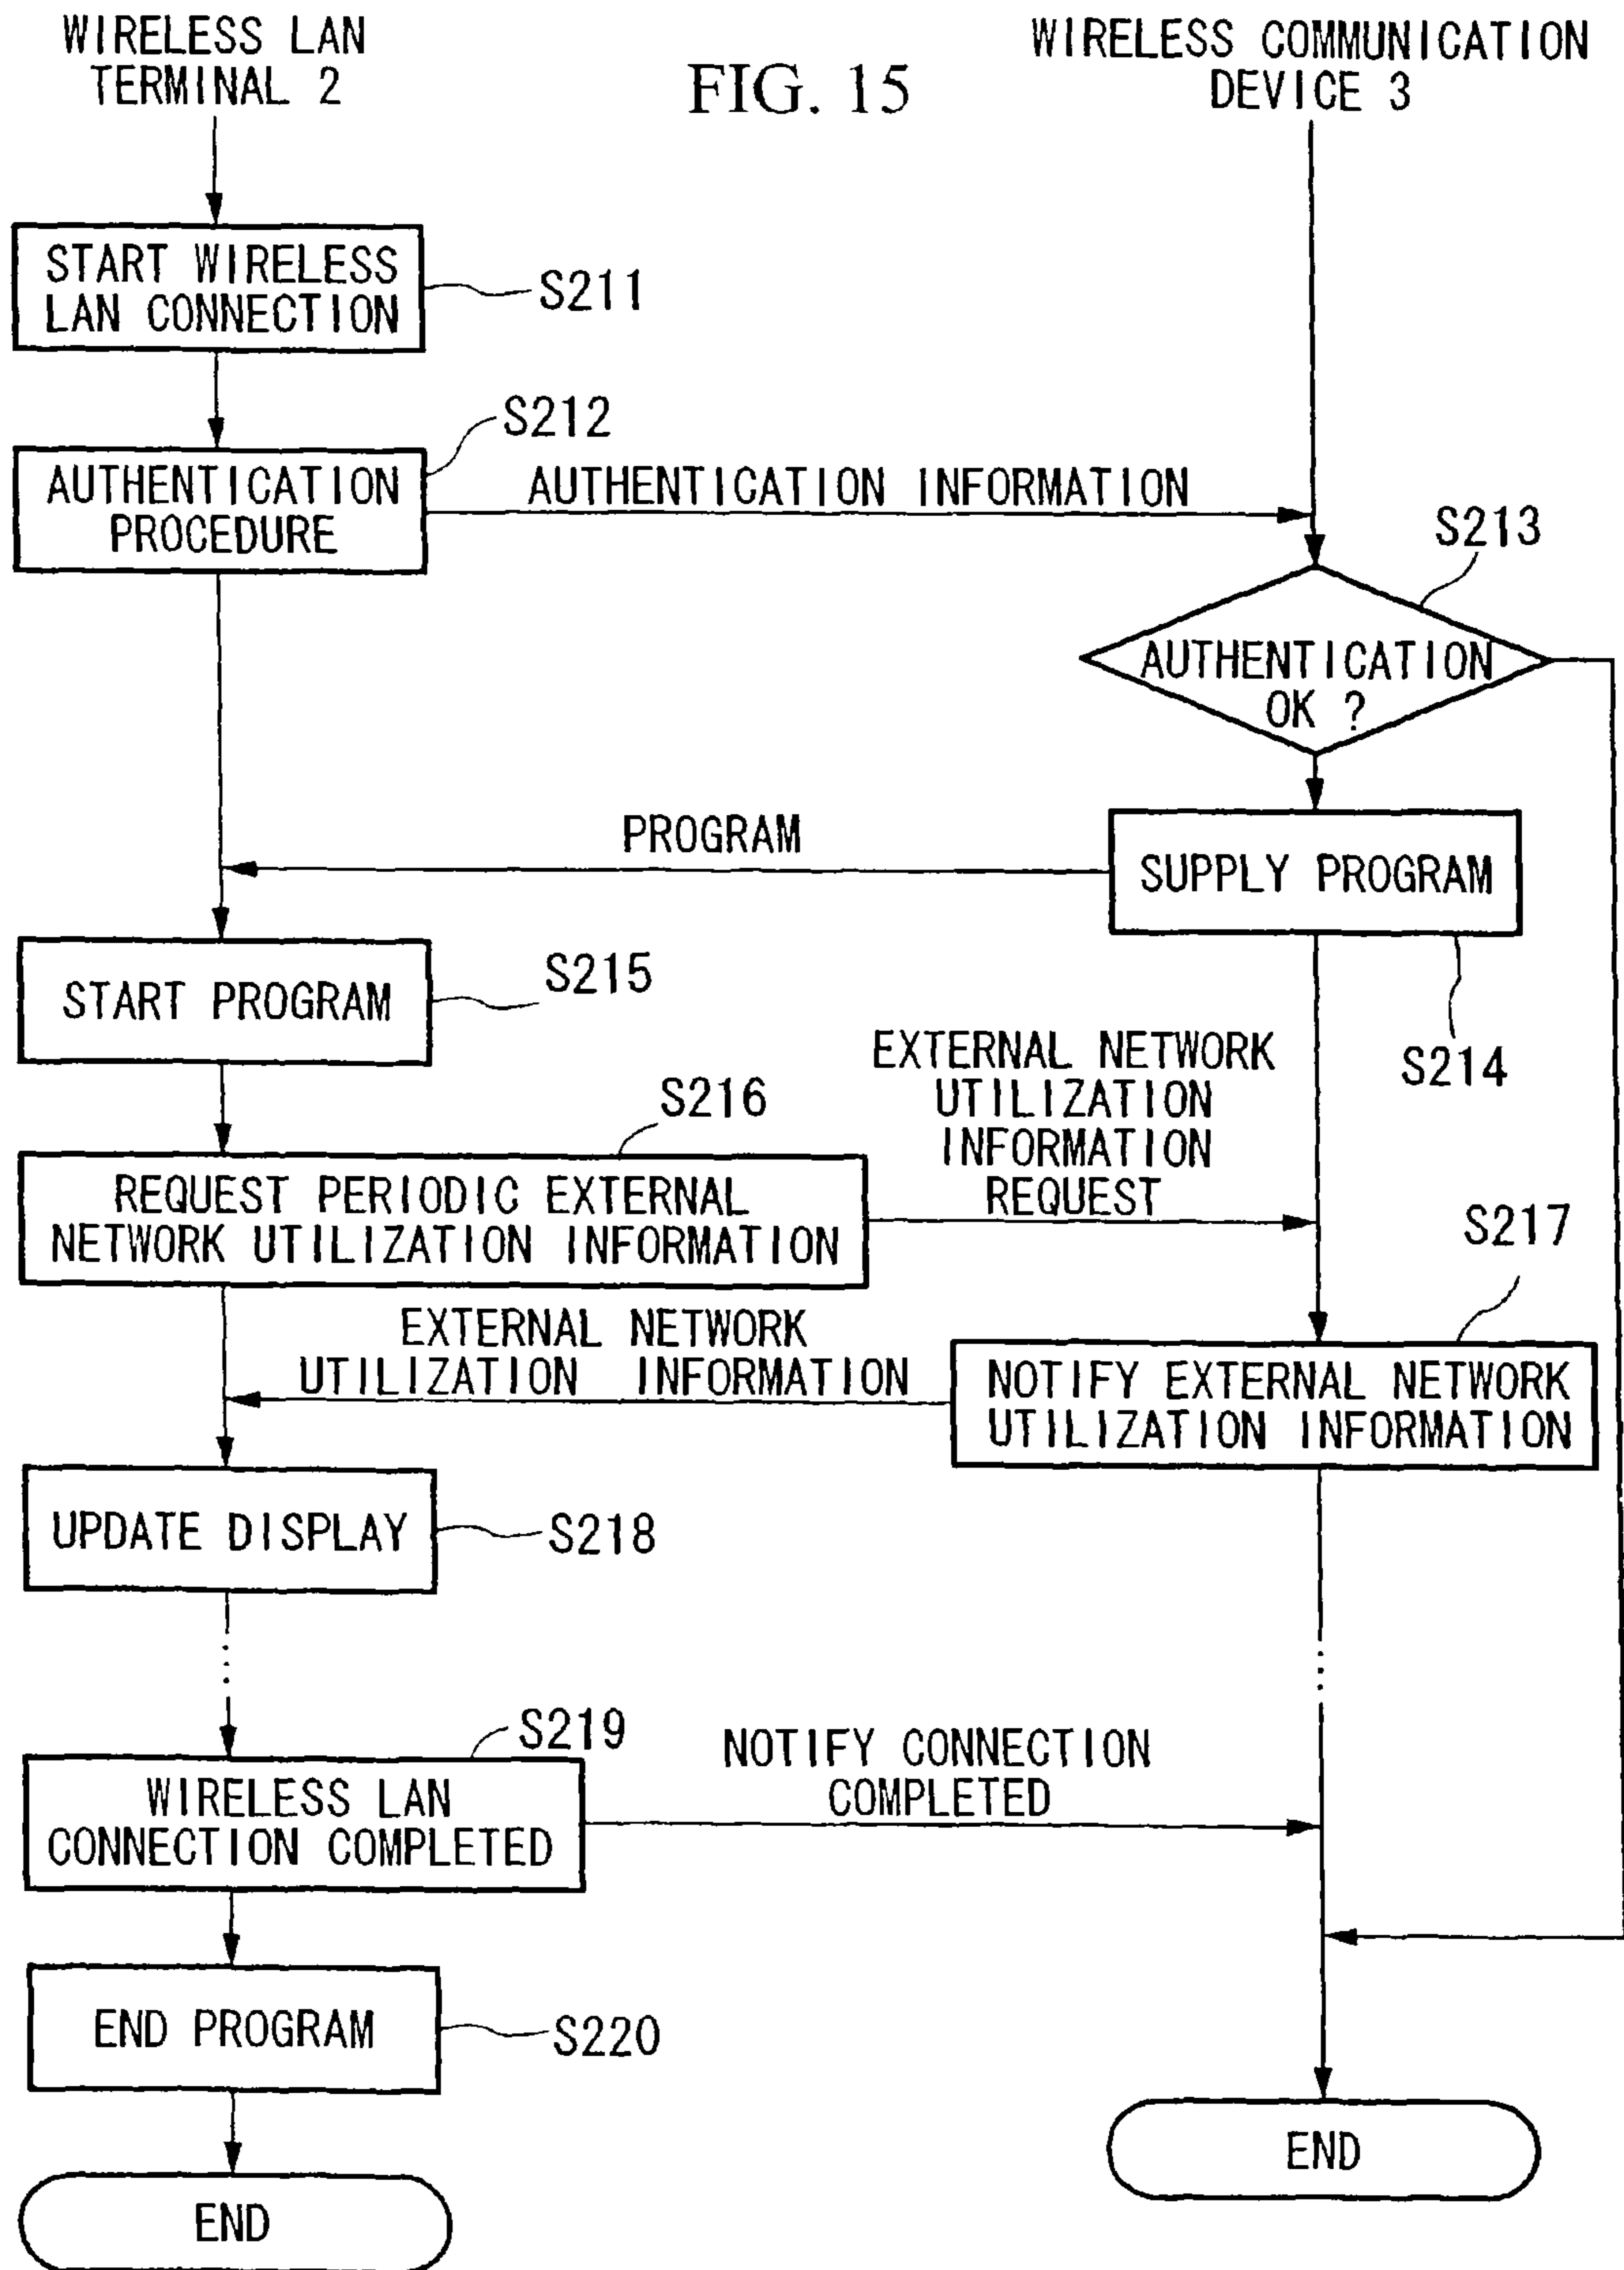 WIRELESS LAN
TERMINAL 2
FIG. 15
WIRELESS COMMUNICATION
DEVICE 3
START WIRELESS
LAN CONNECTION
S211
S212
AUTHENTICATION
PROCEDURE
AUTHENTICATION INFORMATION
S213
AUTHENTICATION
OK ?
PROGRAM
SUPPLY PROGRAM
S214
START PROGRAM
S215
EXTERNAL NETWORK
UTILIZATION
INFORMATION
REQUEST
S216
REQUEST PERIODIC EXTERNAL
NETWORK UTILIZATION INFORMATION
S217
EXTERNAL NETWORK
UTILIZATION INFORMATION
NOTIFY EXTERNAL NETWORK
UTILIZATION INFORMATION
UPDATE DISPLAY
S218
S219
WIRELESS LAN
CONNECTION COMPLETED
NOTIFY CONNECTION
COMPLETED
END PROGRAM
S220
END
END